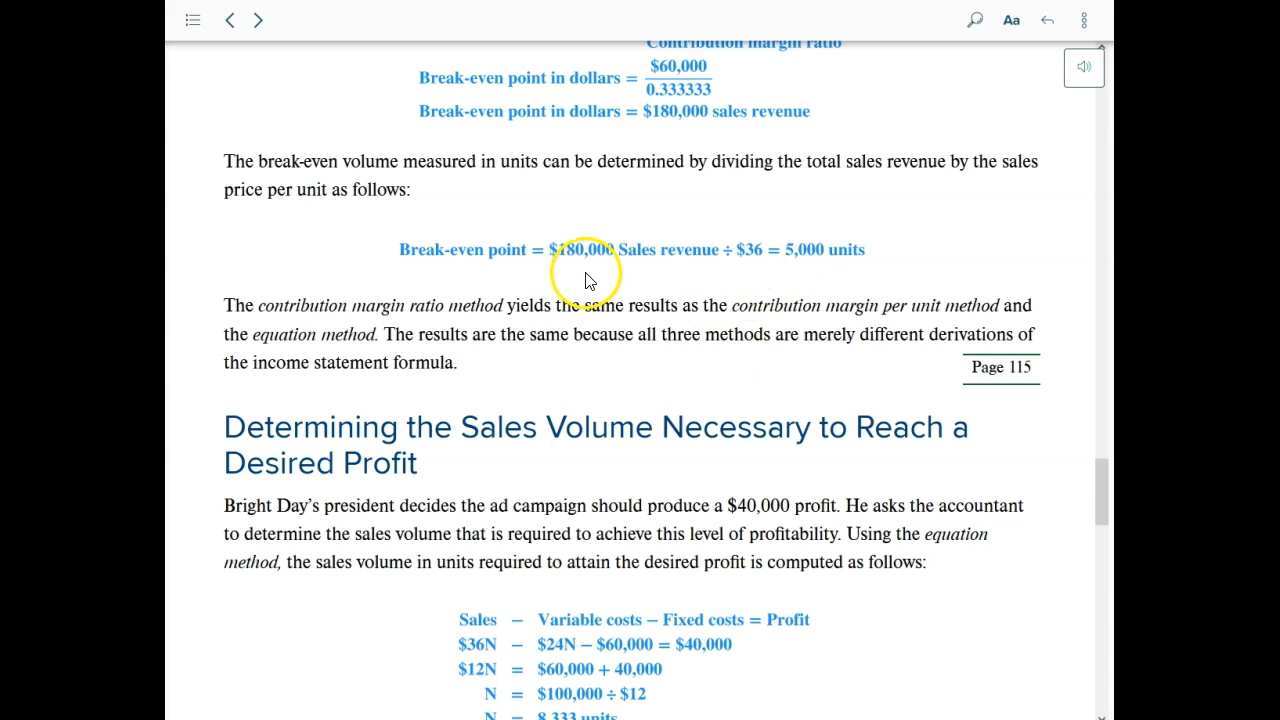 Aa
Contribution margin ratio
Break-even point in dollars = $60,000 / 0.333333
Break-even point in dollars = $180,000 sales revenue
The break-even volume measured in units can be determined by dividing the total sales revenue by the sales
price per unit as follows:
Break-even point = $180,000 Sales revenue ÷ $36 = 5,000 units
The contribution margin ratio method yields the same results as the contribution margin per unit method and
the equation method. The results are the same because all three methods are merely different derivations of
the income statement formula.
Page 115
Determining the Sales Volume Necessary to Reach a
Desired Profit
Bright Day’s president decides the ad campaign should produce a $40,000 profit. He asks the accountant
to determine the sales volume that is required to achieve this level of profitability. Using the equation
method, the sales volume in units required to attain the desired profit is computed as follows:
Sales − Variable costs − Fixed costs = Profit
$36N − $24N − $60,000 = $40,000
$12N = $60,000 + 40,000
N = $100,000 ÷ $12
N = 8,333 units